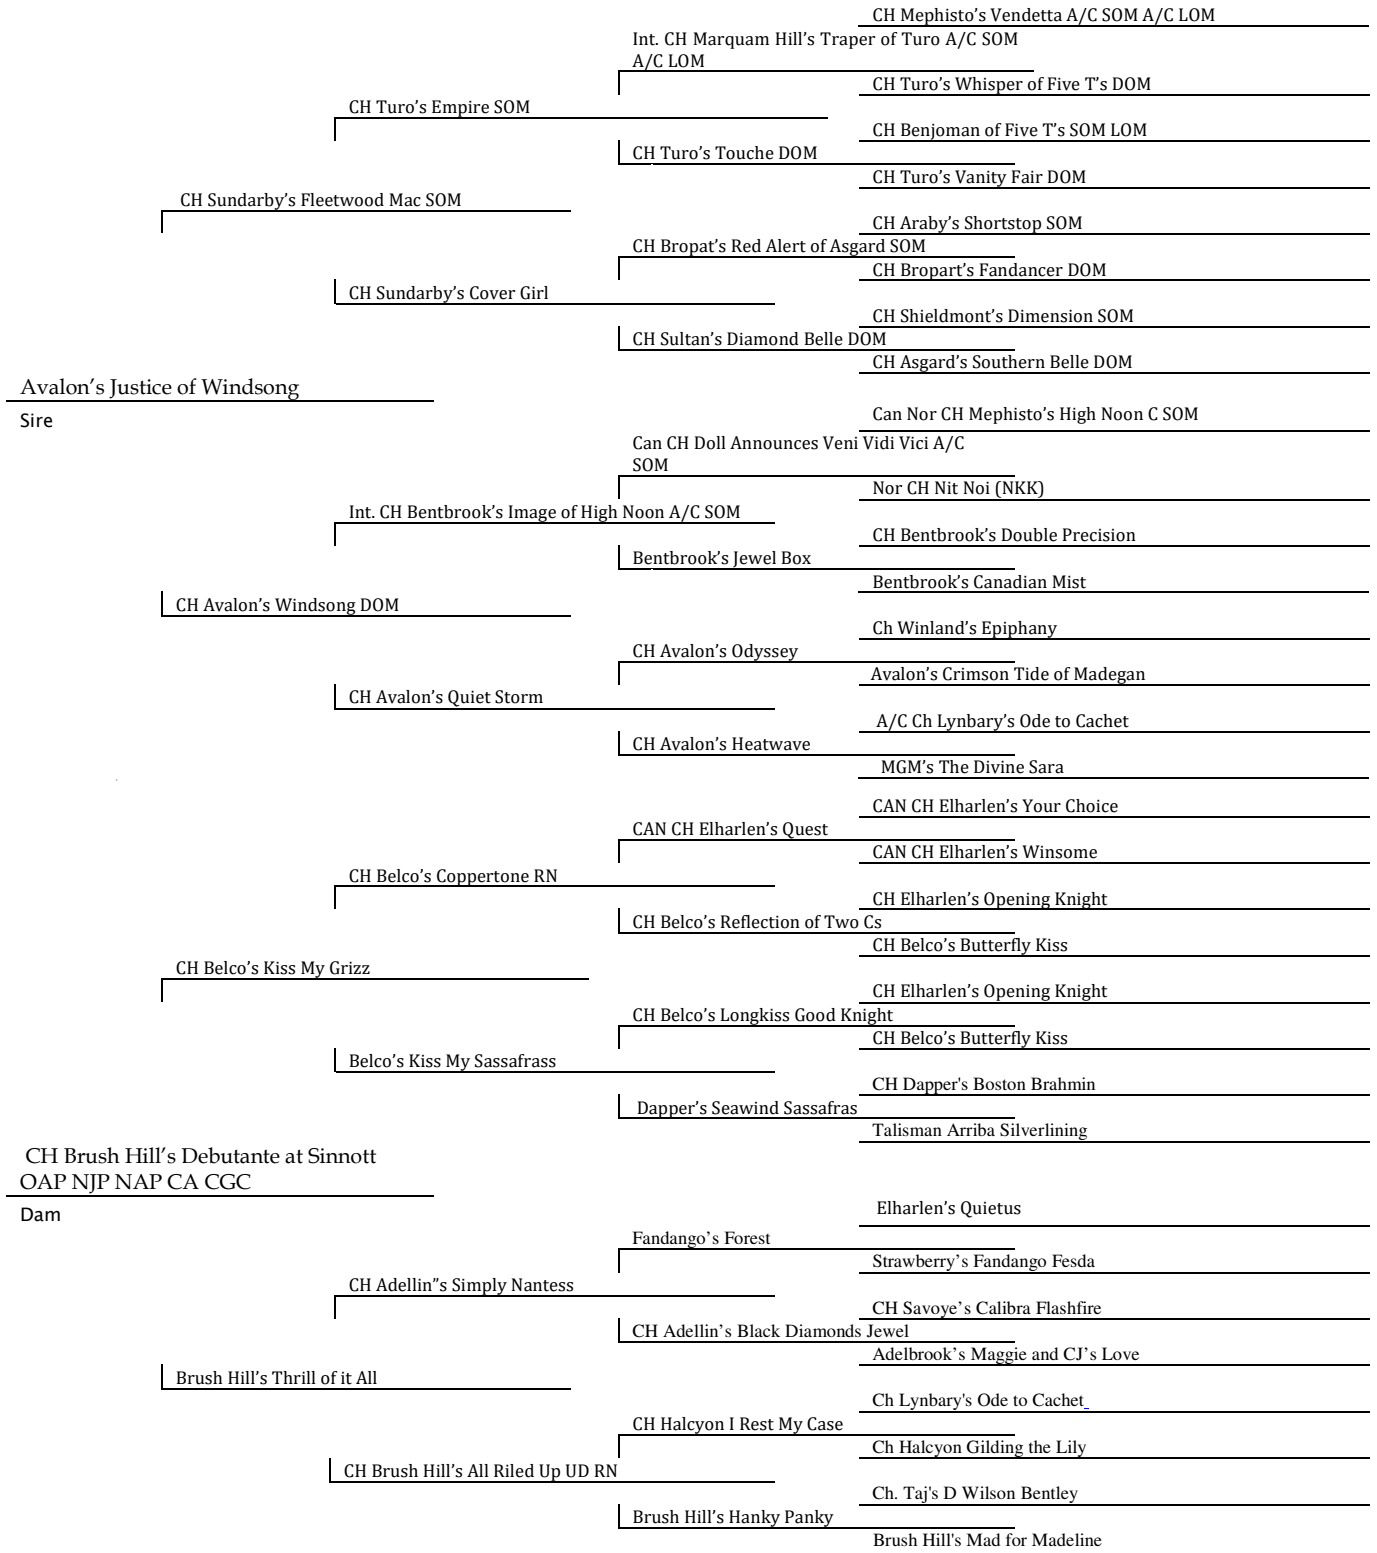 CH Mephisto’s Vendetta A/C SOM A/C LOM
Int. CH Marquam Hill’s Traper of Turo A/C SOM
A/C LOM
CH Turo’s Whisper of Five T’s DOM
CH Turo’s Empire SOM
CH Benjoman of Five T’s SOM LOM
CH Turo’s Touche DOM
CH Turo’s Vanity Fair DOM
CH Sundarby’s Fleetwood Mac SOM
CH Araby’s Shortstop SOM
CH Bropat’s Red Alert of Asgard SOM
CH Bropart’s Fandancer DOM
CH Sundarby’s Cover Girl
CH Shieldmont’s Dimension SOM
CH Sultan’s Diamond Belle DOM
CH Asgard’s Southern Belle DOM
Avalon’s Justice of Windsong
Sire
Can Nor CH Mephisto’s High Noon C SOM
Can CH Doll Announces Veni Vidi Vici A/C
SOM
Nor CH Nit Noi (NKK)
Int. CH Bentbrook’s Image of High Noon A/C SOM
CH Bentbrook’s Double Precision
Bentbrook’s Jewel Box
Bentbrook’s Canadian Mist
CH Avalon’s Windsong DOM
Ch Winland’s Epiphany
CH Avalon’s Odyssey
Avalon’s Crimson Tide of Madegan
CH Avalon’s Quiet Storm
A/C Ch Lynbary’s Ode to Cachet
CH Avalon’s Heatwave
MGM’s The Divine Sara
CAN CH Elharlen’s Your Choice
CAN CH Elharlen’s Quest
CAN CH Elharlen’s Winsome
CH Belco’s Coppertone RN
CH Elharlen’s Opening Knight
CH Belco’s Reflection of Two Cs
CH Belco’s Butterfly Kiss
CH Belco’s Kiss My Grizz
CH Elharlen’s Opening Knight
CH Belco’s Longkiss Good Knight
CH Belco’s Butterfly Kiss
Belco’s Kiss My Sassafrass
CH Dapper's Boston Brahmin
Dapper’s Seawind Sassafras
Talisman Arriba Silverlining
CH Brush Hill’s Debutante at Sinnott
OAP NJP NAP CA CGC
Dam
Elharlen’s Quietus
Fandango’s Forest
Strawberry’s Fandango Fesda
CH Adellin"s Simply Nantess
CH Savoye’s Calibra Flashfire
CH Adellin’s Black Diamonds Jewel
Adelbrook’s Maggie and CJ’s Love
Brush Hill’s Thrill of it All
Ch Lynbary's Ode to Cachet
CH Halcyon I Rest My Case
Ch Halcyon Gilding the Lily
CH Brush Hill’s All Riled Up UD RN
Ch. Taj's D Wilson Bentley
Brush Hill’s Hanky Panky
Brush Hill's Mad for Madeline